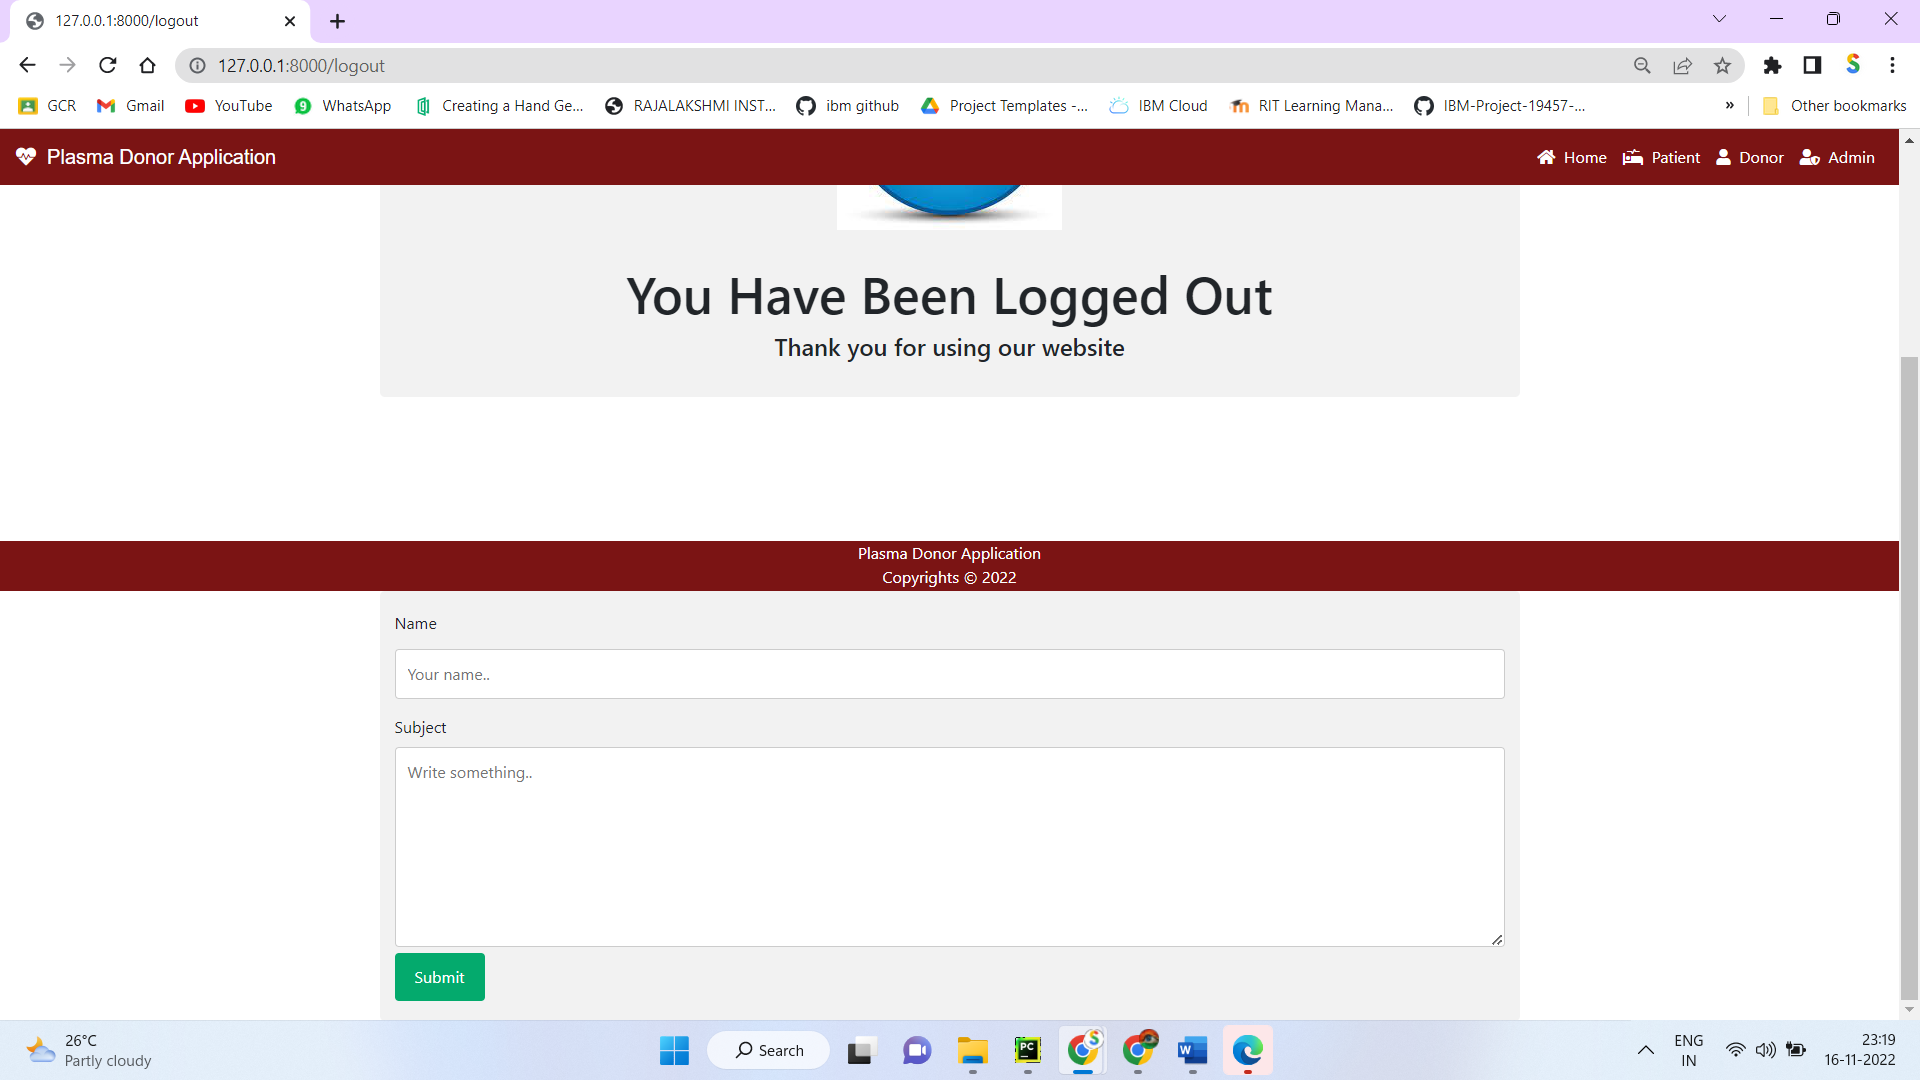 127.0.0.1:8000/logout
127.0.0.1:8000/logout
GCR
Gmail
YouTube
9
WhatsApp
Creating a Hand Ge...
RAJALAKSHMI INST...
ibm github
Project Templates -...
IBM Cloud
RIT Learning Mana...
IBM-Project-19457-...
»
Other bookmarks
Plasma Donor Application
Home
Patient
Donor
Admin
You Have Been Logged Out
Thank you for using our website
Plasma Donor Application
Copyrights © 2022
Name
Your name..
Subject
Write something..
Submit
26°C
Partly cloudy
Search
PC
S
W
ENG
IN
23:19
16-11-2022